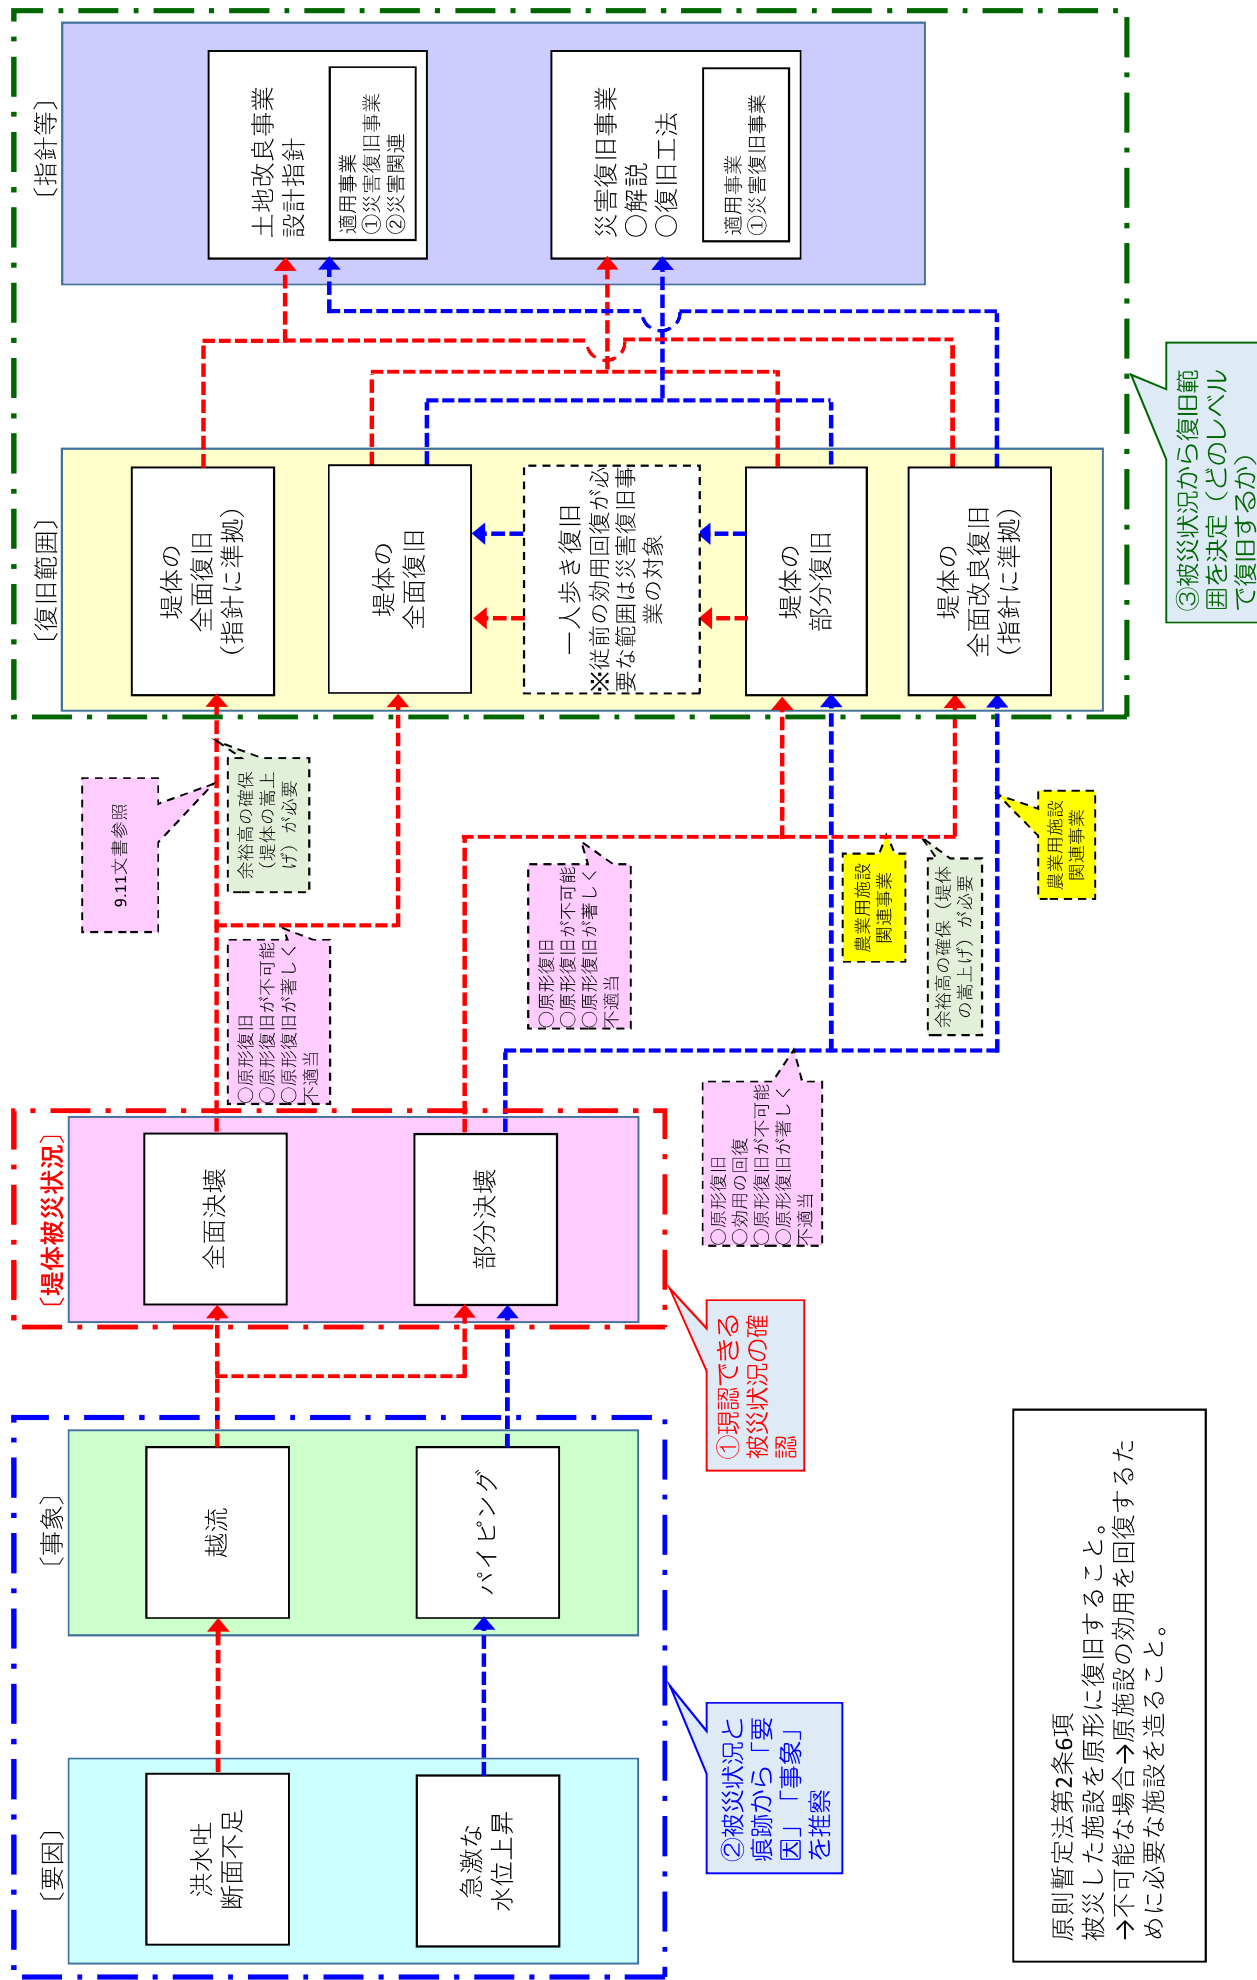 〔要因〕
洪水吐
断面不足
急激な
水位上昇
〔事象〕
越流
パイピング
②被災状況と
痕跡から「要
因」「事象」
を推察
〔堤体被災状況〕
全面決壊
部分決壊
①現認できる
被災状況の確
認
9.11文書参照
余裕高の確保
（堤体の嵩上
げ）が必要
○原形復旧
○原形復旧が不可能
○原形復旧が著しく
不適当
○原形復旧
○原形復旧が不可能
○原形復旧が著しく
不適当
○原形復旧
○効用の回復
○原形復旧が不可能
○原形復旧が著しく
不適当
農業用施設
関連事業
余裕高の確保（堤体
の嵩上げ）が必要
農業用施設
関連事業
〔復旧範囲〕
堤体の
全面復旧
(指針に準拠)
堤体の
全面復旧
一人歩き復旧
※従前の効用回復が必
要な範囲は災害復旧事
業の対象
堤体の
部分復旧
堤体の
全面改良復旧
(指針に準拠)
〔指針等〕
土地改良事業
設計指針
適用事業
①災害復旧事業
②災害関連
災害復旧事業
○解説
○復旧工法
適用事業
①災害復旧事業
③被災状況から復旧範
囲を決定（どのレベル
で復旧するか）
原則暫定法第2条6項
被災した施設を原形に復旧すること。
→不可能な場合→原施設の効用を回復するた
めに必要な施設を造ること。